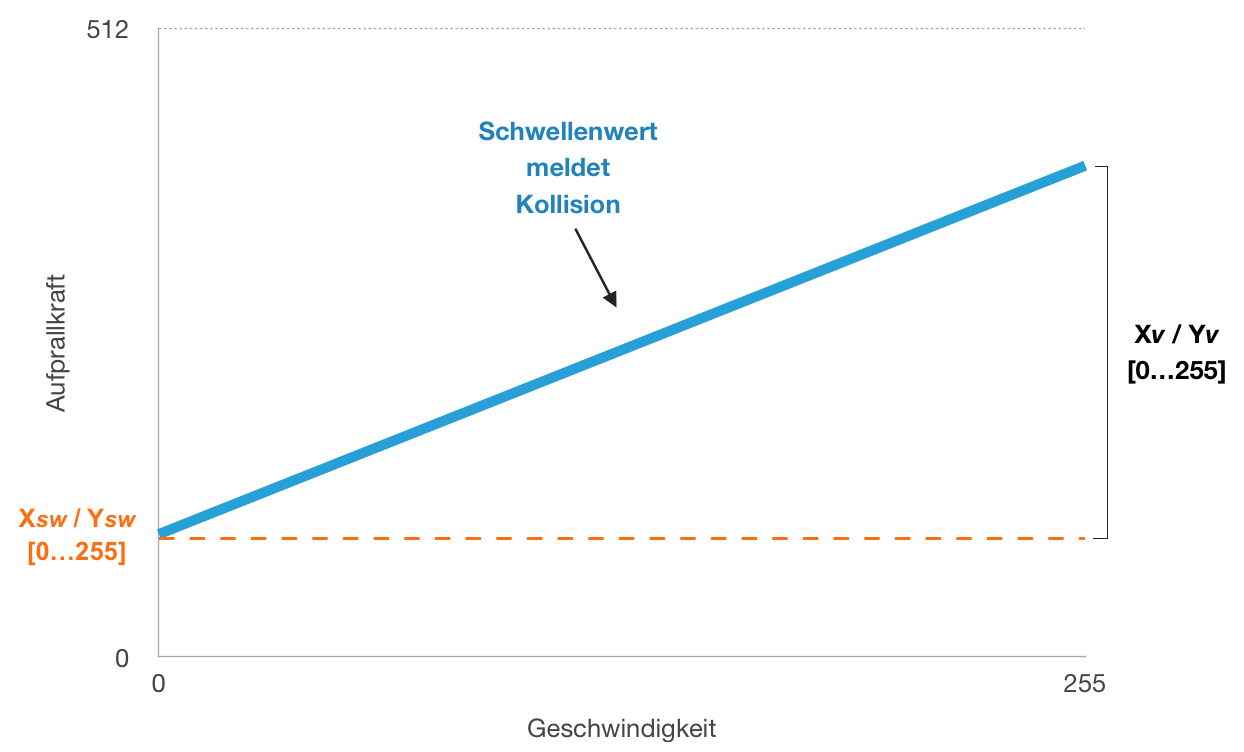 512
Schwellenwert
meldet
Kollision
Aufprallkraft
Xv / Yv
[0…255]
Xsw / Ysw
[0…255]
0
0
255
Geschwindigkeit